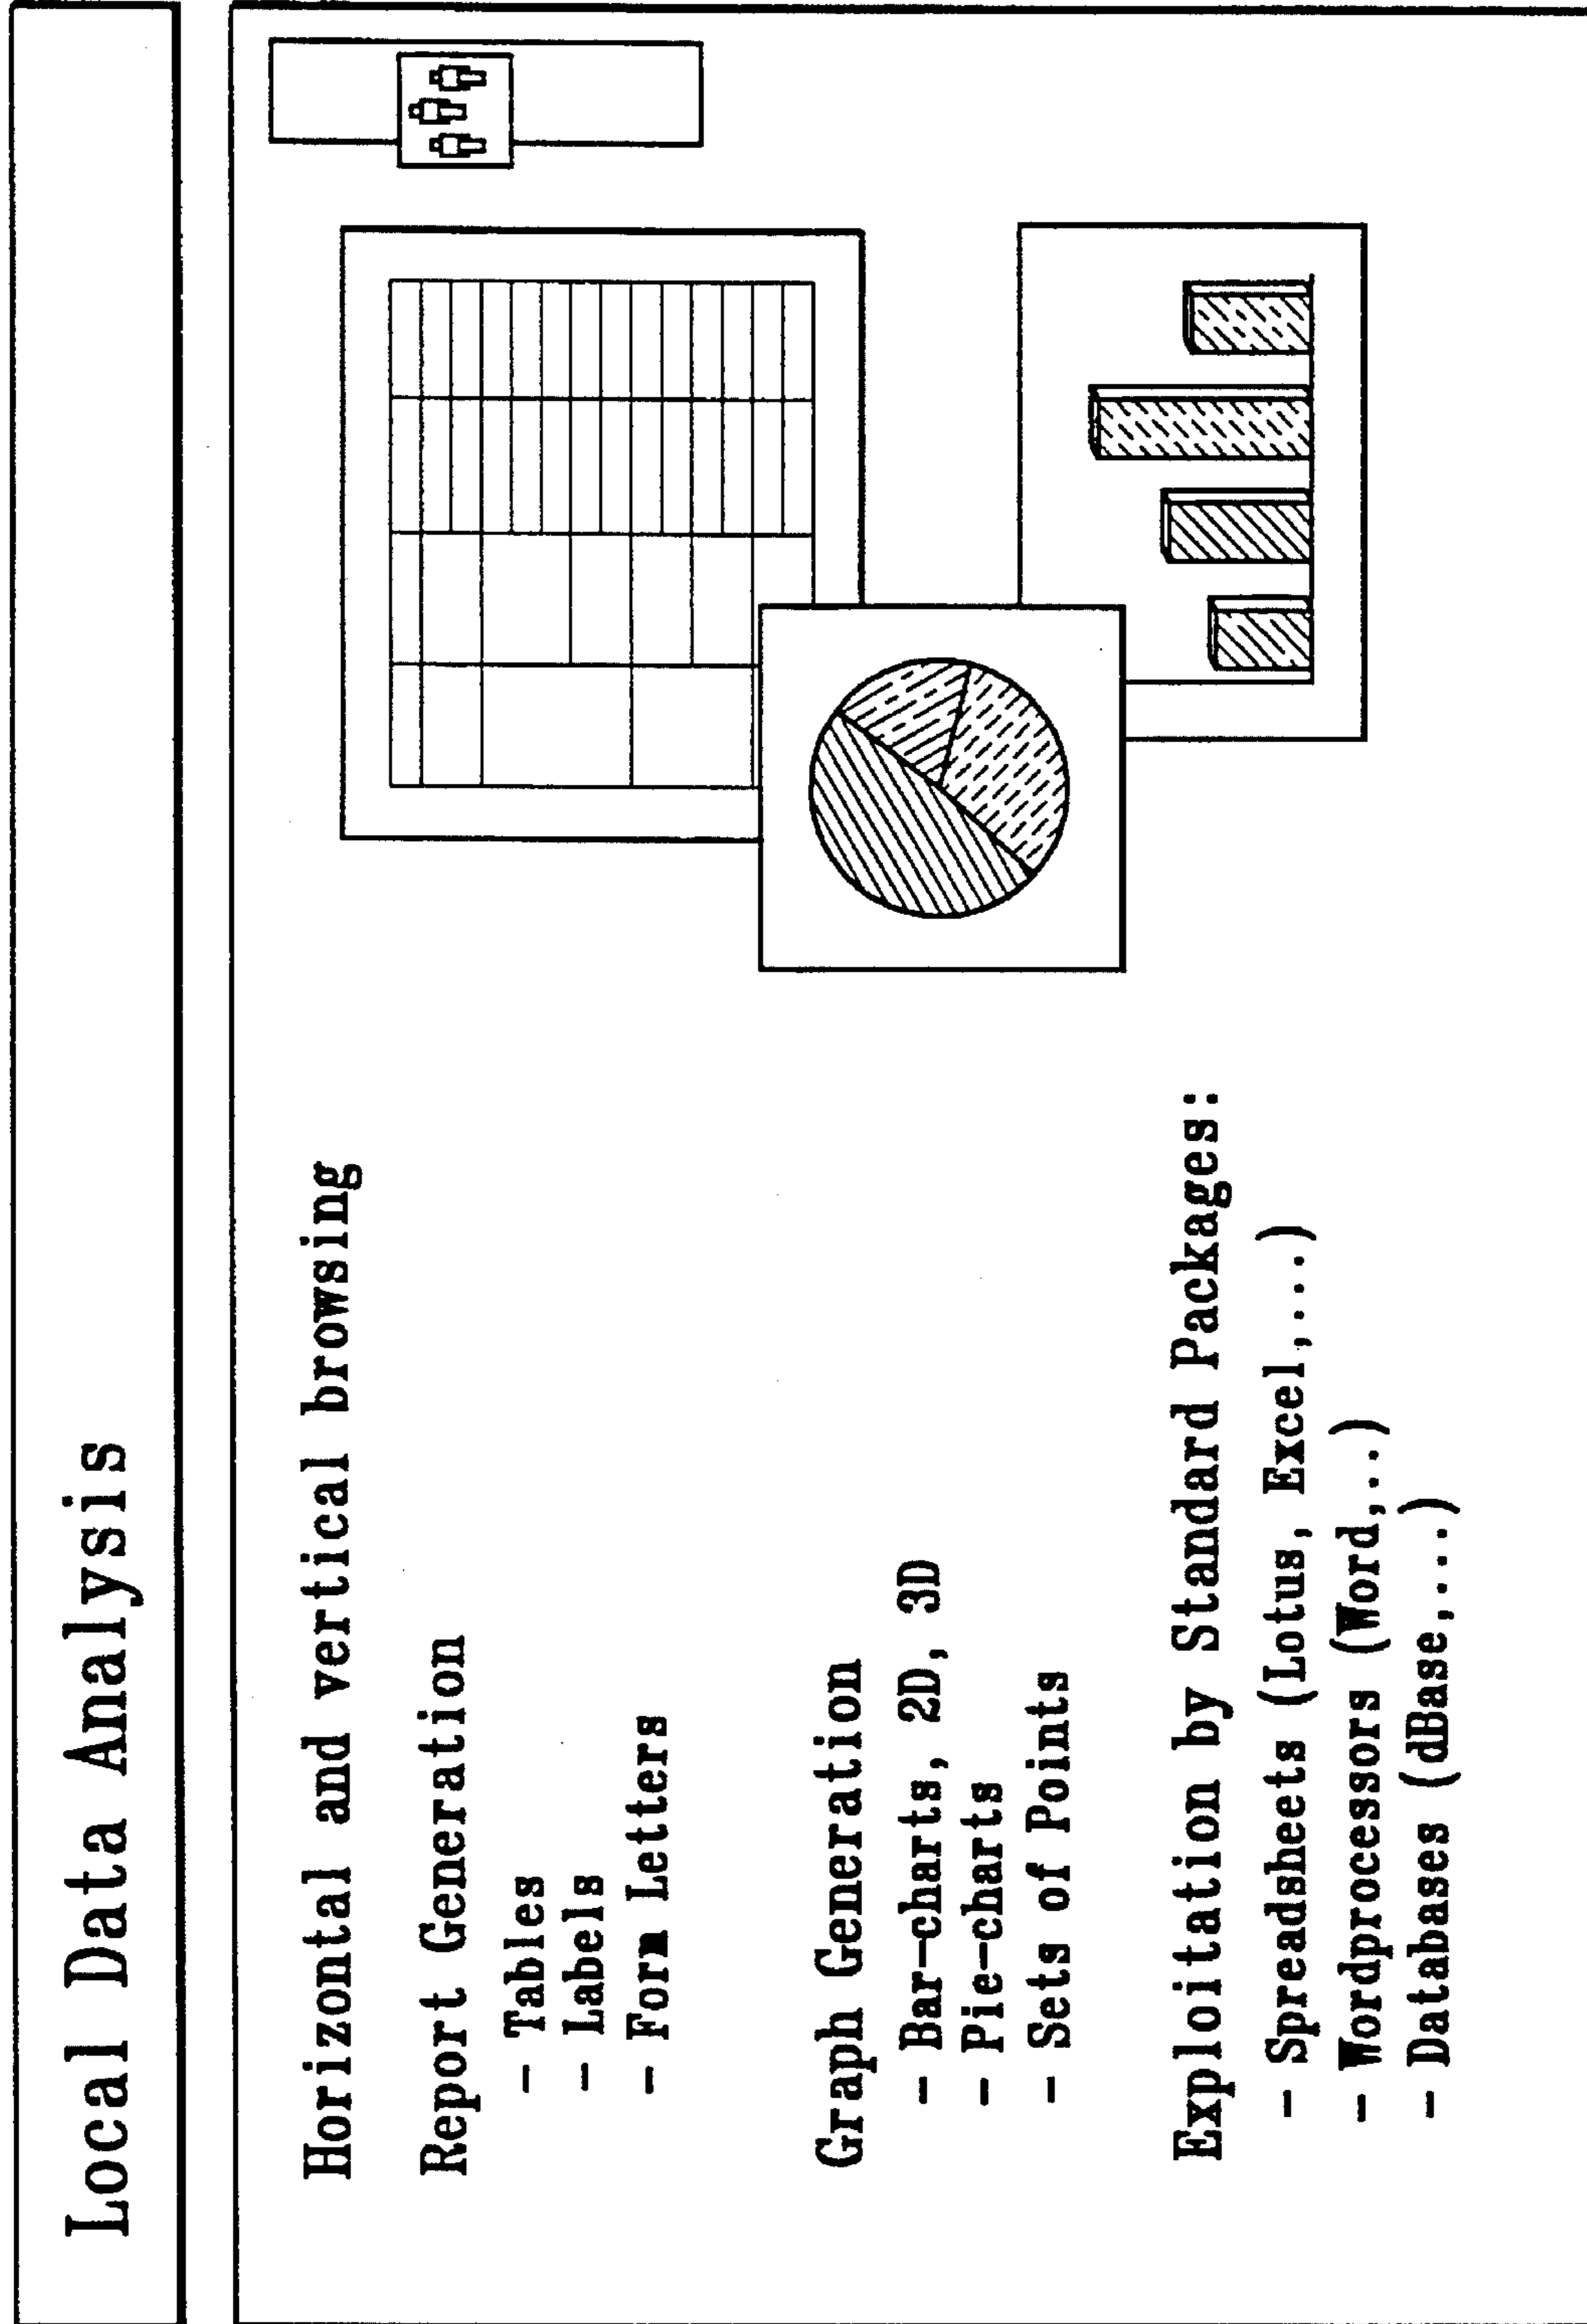 Local Data Analysis
Horizontal and vertical browsing
Report Generation
- Tables
- Labels
- Form Letters
Graph Generation
- Bar-charts, 2D, 3D
- Pie-charts
- Sets of Points
Exploitation by Standard Packages:
- Spreadsheets (Lotus, Excel,...)
- Wordprocessors (Word,..)
- Databases (dBase,...)